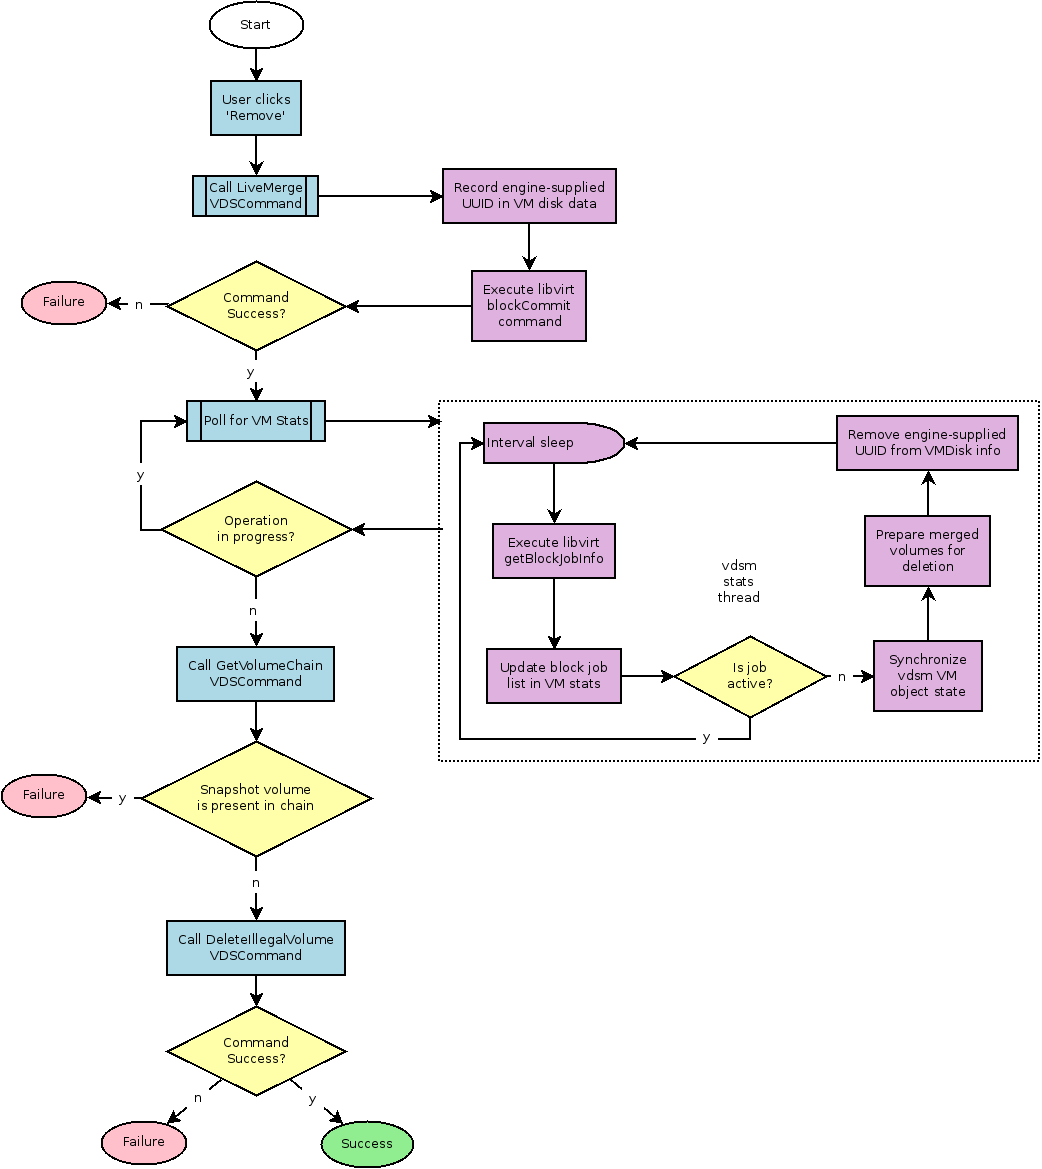 Start
User clicks
'Remove'
Call LiveMerge
VDSCommand
Record engine-supplied
UUID in VM disk data
Execute libvirt
blockCommit
command
Command
Success?
n
Failure
y
Poll for VM Stats
y
Operation
in progress?
Interval sleep
Execute libvirt
getBlockJobInfo
Update block job
list in VM stats
vdsm
stats
thread
Is job
active?
y
n
Synchronize
vdsm VM
object state
Prepare merged
volumes for
deletion
Remove engine-supplied
UUID from VMDisk info
n
Call GetVolumeChain
VDSCommand
Snapshot volume
is present in chain
y
Failure
n
Call DeleteIllegalVolume
VDSCommand
Command
Success?
n
y
Failure
Success